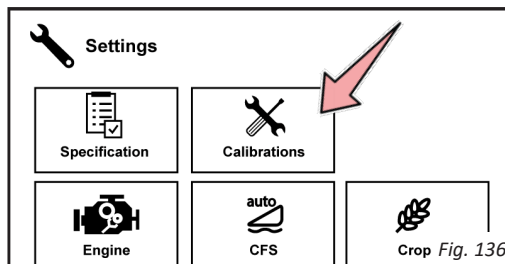 Settings
Specification
Calibrations
Engine
auto
CFS
Crop
Fig. 136